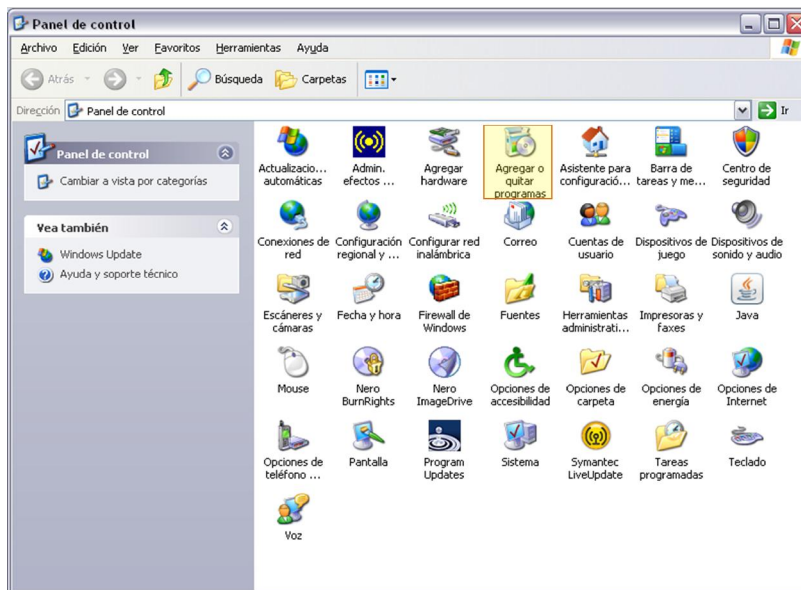 Panel de control
Archivo Edición Ver Favoritos Herramientas Ayuda
Atrás Búsqueda Carpetas
Dirección Panel de control Ir
Panel de control
Cambiar a vista por categorías
Vea también
Windows Update
Ayuda y soporte técnico
Actualizacio...
automáticas
Admin.
efectos ...
Agregar
hardware
Agregar o
quitar
programas
Asistente para
configuració...
Barra de
tareas y me...
Centro de
seguridad
Conexiones de
red
Configuración
regional y ...
Configurar red
inalámbrica
Correo
Cuentas de
usuario
Dispositivos de
juego
Dispositivos de
sonido y audio
Escáneres y
cámaras
Fecha y hora
Firewall de
Windows
Fuentes
Herramientas
administrati...
Impresoras y
faxes
Java
Mouse
Nero
BurnRights
Nero
ImageDrive
Opciones de
accesibilidad
Opciones de
carpeta
Opciones de
energía
Opciones de
Internet
Opciones de
teléfono ...
Pantalla
Program
Updates
Sistema
Symantec
LiveUpdate
Tareas
programadas
Teclado
Voz